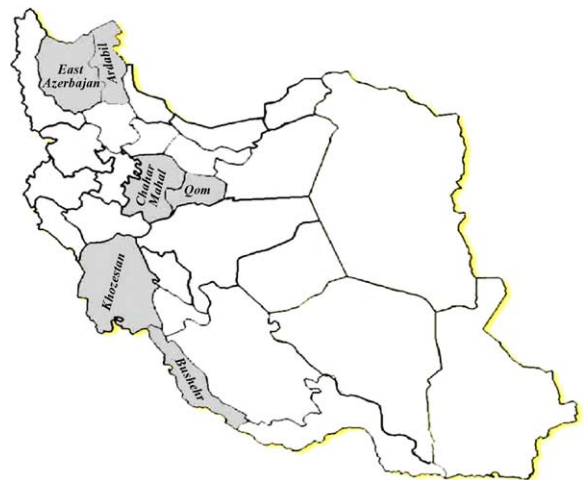 East
Azerbajan
Ardabil
Chahar
Mahal
Qom
Khozestan
Bushehr